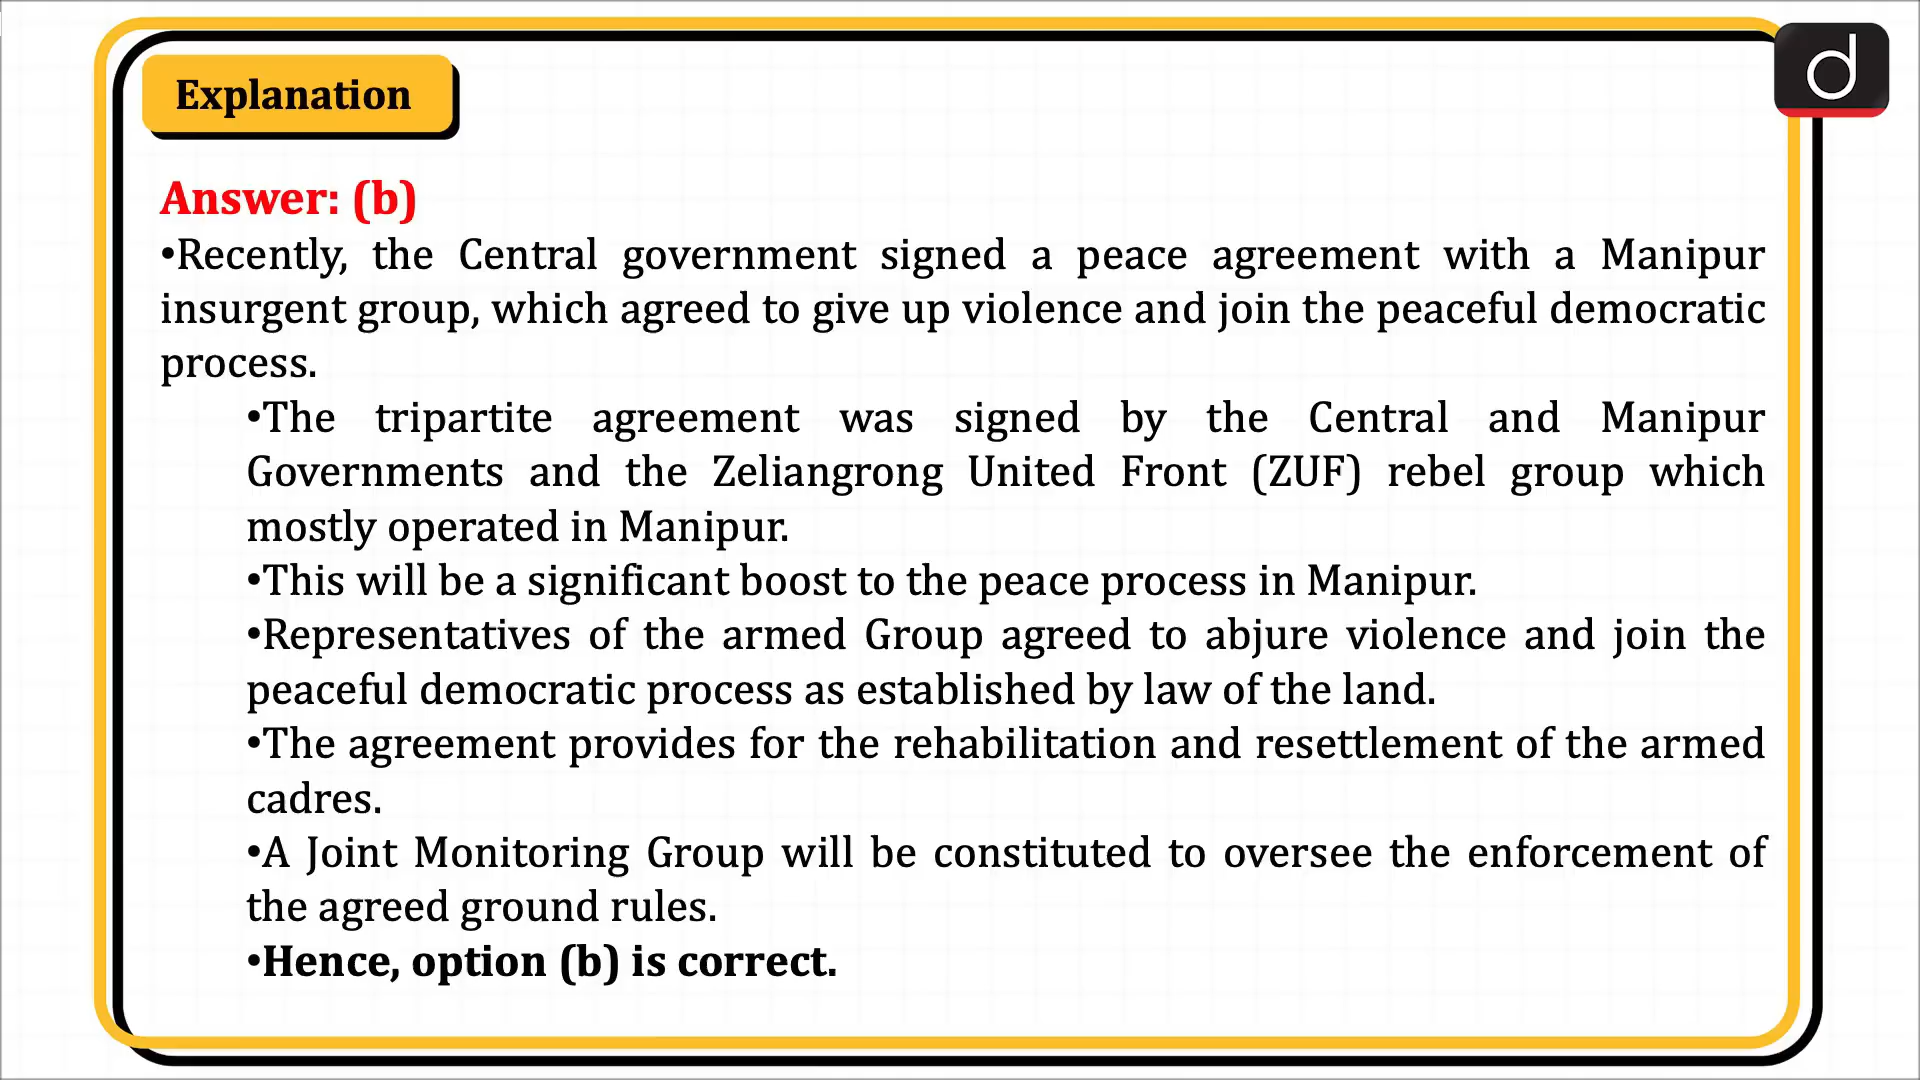 Explanation
Answer: (b)
•Recently, the Central government signed a peace agreement with a Manipur
insurgent group, which agreed to give up violence and join the peaceful democratic
process.
•The tripartite agreement was signed by the Central and Manipur
Governments and the Zeliangrong United Front (ZUF) rebel group which
mostly operated in Manipur.
•This will be a significant boost to the peace process in Manipur.
•Representatives of the armed Group agreed to abjure violence and join the
peaceful democratic process as established by law of the land.
•The agreement provides for the rehabilitation and resettlement of the armed
cadres.
•A Joint Monitoring Group will be constituted to oversee the enforcement of
the agreed ground rules.
•Hence, option (b) is correct.
d